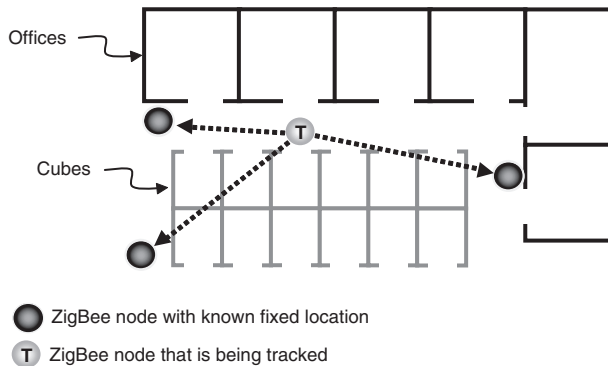 Offices
T
Cubes
ZigBee node with known fixed location
T ZigBee node that is being tracked